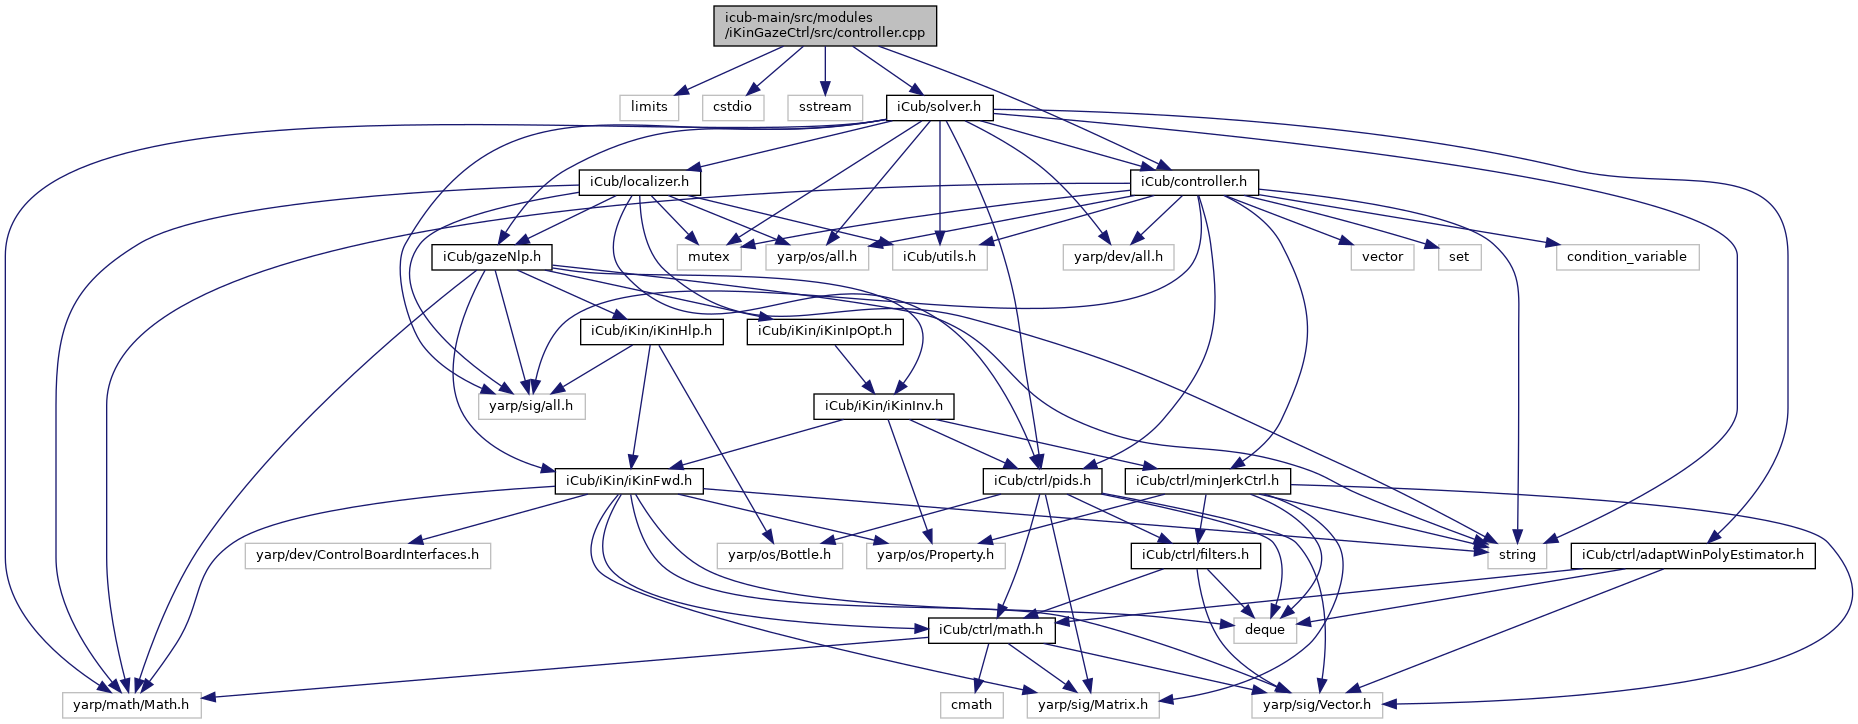 icub-main/src/modules
/iKinGazeCtrl/src/controller.cpp
limits
cstdio
sstream
iCub/solver.h
iCub/localizer.h
iCub/controller.h
iCub/gazeNlp.h
mutex
yarp/os/all.h
iCub/utils.h
yarp/dev/all.h
vector
set
condition_variable
iCub/iKin/iKinHlp.h
iCub/iKin/iKinIpOpt.h
yarp/sig/all.h
iCub/iKin/iKinInv.h
iCub/iKin/iKinFwd.h
iCub/ctrl/pids.h
iCub/ctrl/minJerkCtrl.h
yarp/dev/ControlBoardInterfaces.h
yarp/os/Bottle.h
yarp/os/Property.h
iCub/ctrl/filters.h
string
iCub/ctrl/adaptWinPolyEstimator.h
iCub/ctrl/math.h
deque
yarp/math/Math.h
cmath
yarp/sig/Matrix.h
yarp/sig/Vector.h